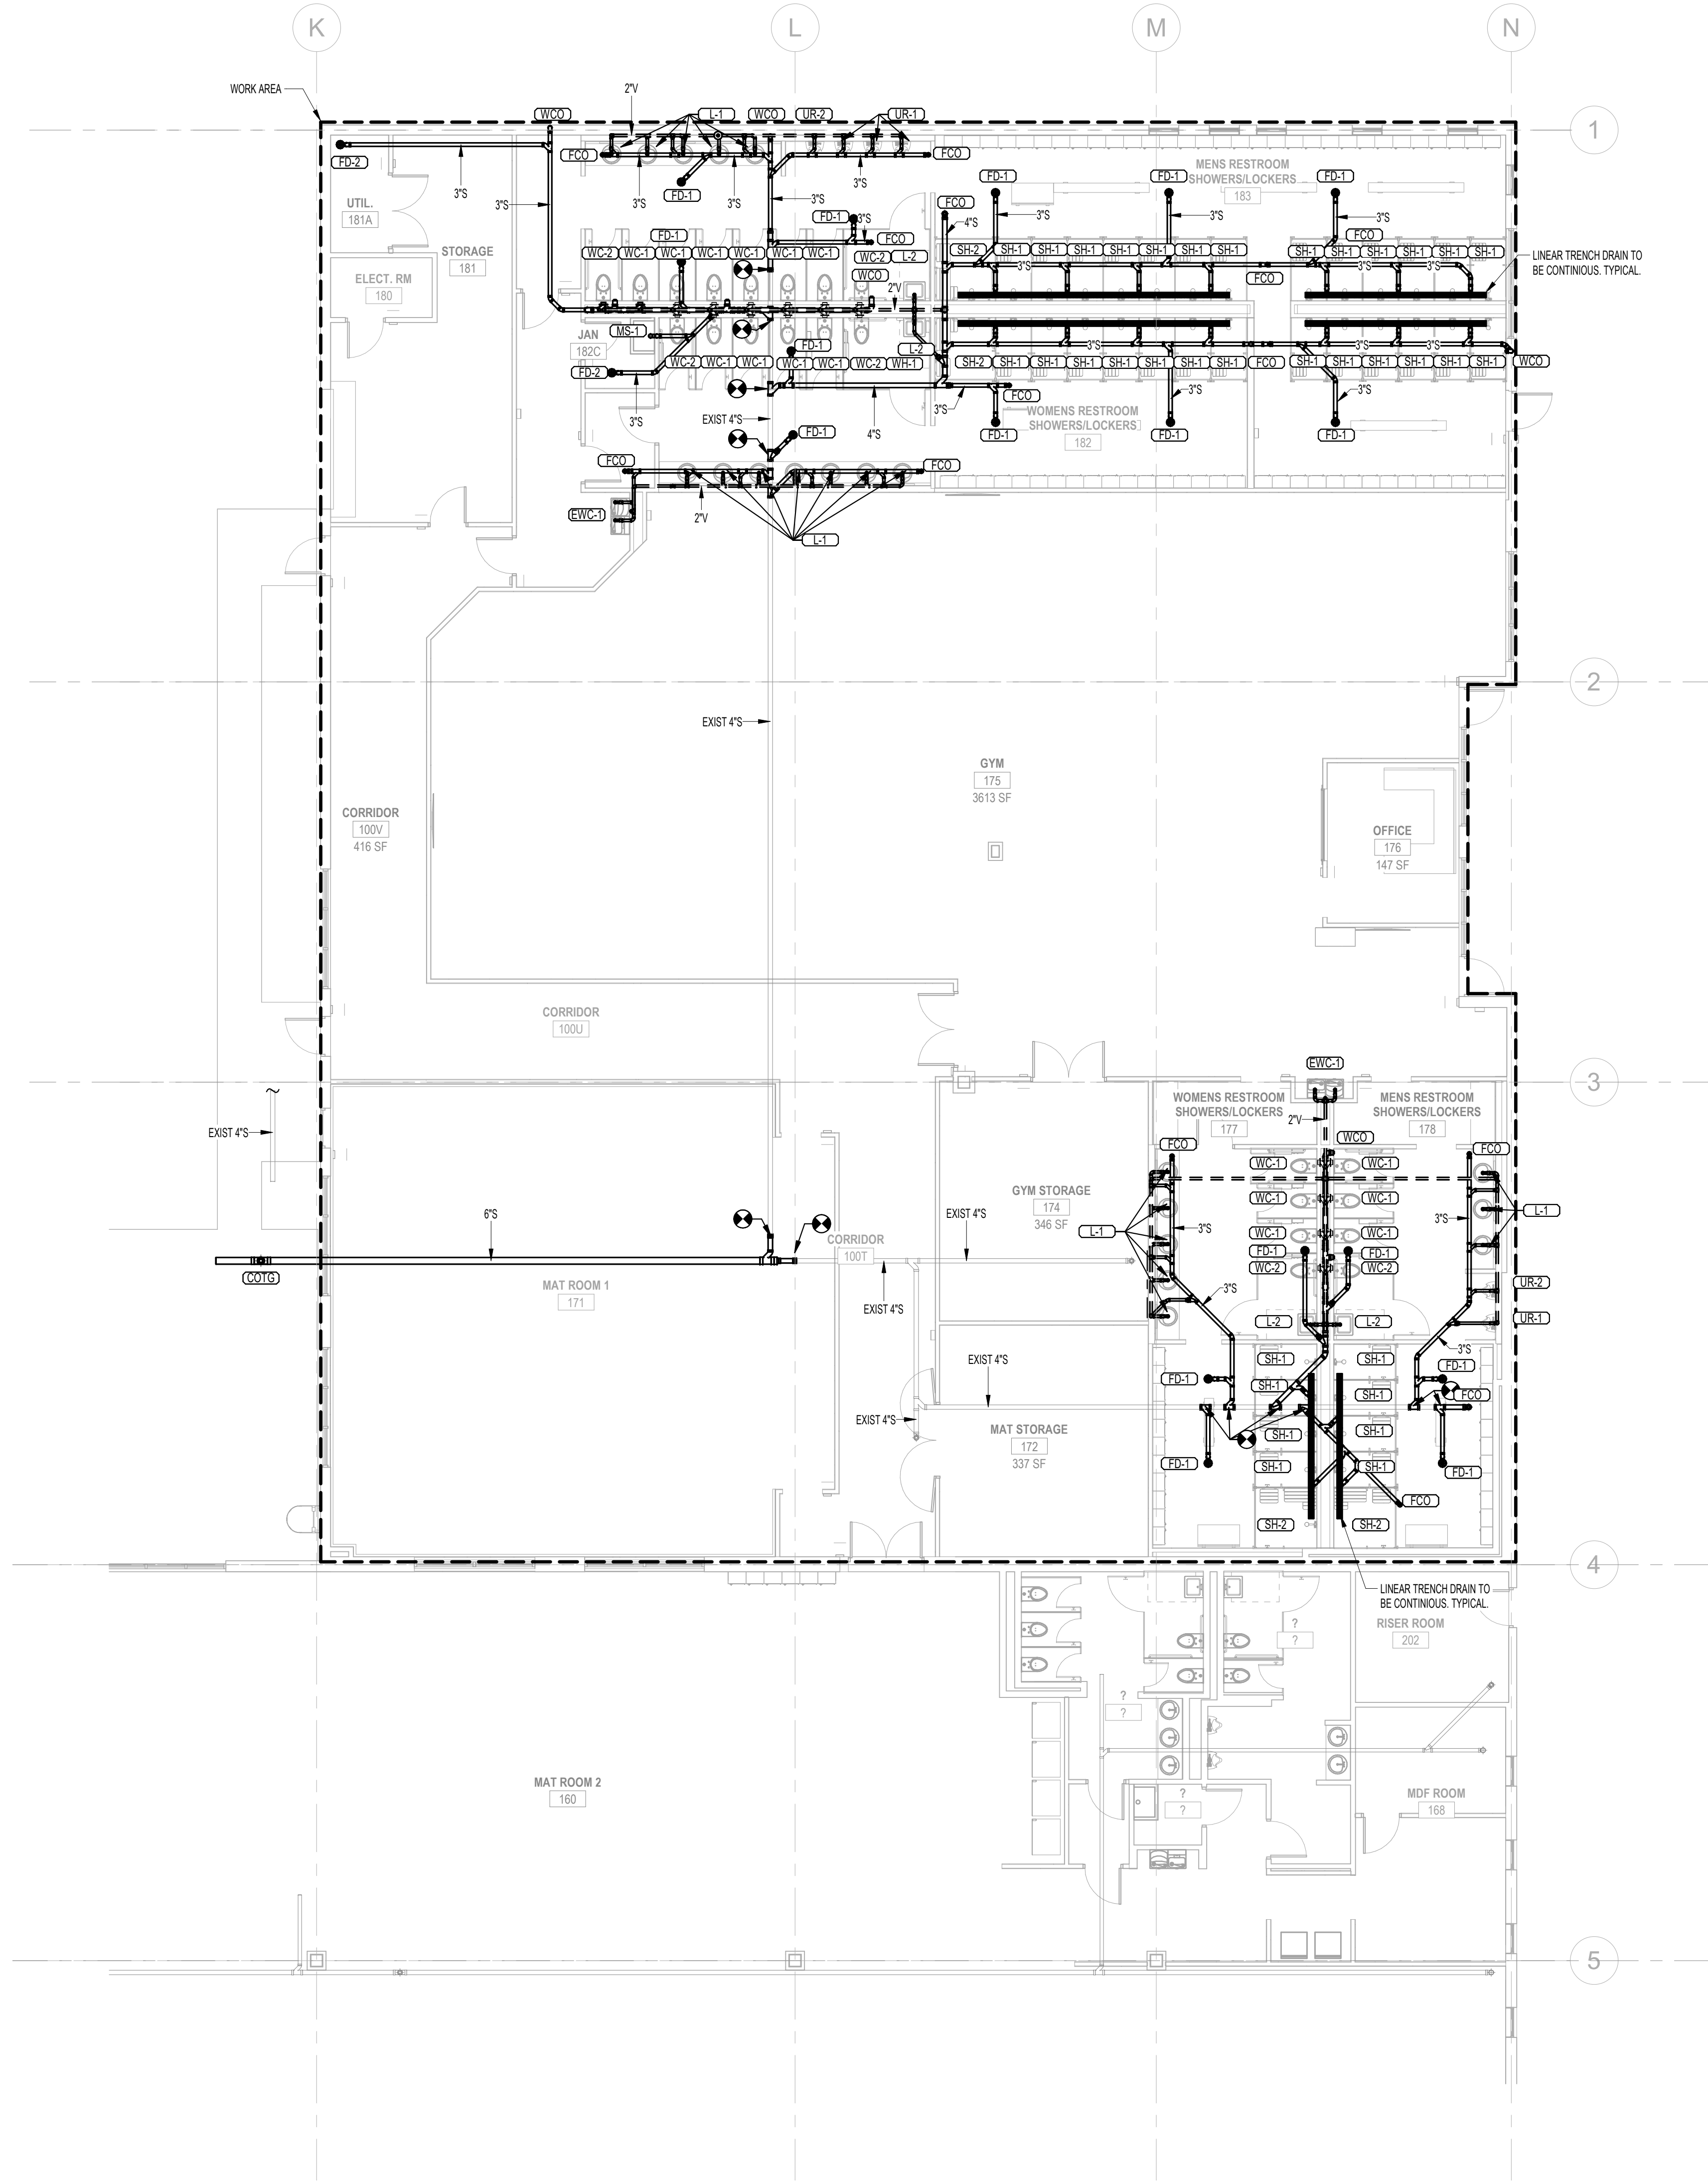 K
L
M
N
WORK AREA
2"V
WCO
L-1
WCO
UR-2
UR-1
1
FD-2
3"S
FCO
FCO
MENS RESTROOM
SHOWERS/LOCKERS
183
3"S
FD-1
3"S
3"S
3"S
3"S
FD-1
FD-1
FD-1
UTIL.
181A
3"S
FD-1
3"S
FCO
FCO
4"S
3"S
3"S
3"S
STORAGE
181
FD-1
WC-2
WC-1
WC-1
WC-1
WC-1
WC-1
WC-1
WC-2
L-2
SH-2
SH-1
SH-1
SH-1
SH-1
SH-1
SH-1
SH-1
FCO
SH-1
SH-1
SH-1
SH-1
SH-1
SH-1
LINEAR TRENCH DRAIN TO
BE CONTINIOUS. TYPICAL.
3"S
3"S
3"S
FCO
WCO
2"V
ELECT. RM
180
JAN
182C
MS-1
FD-1
L-2
3"S
3"S
3"S
WC-2
WC-1
WC-1
WC-1
WC-1
WC-2
WH-1
SH-2
SH-1
SH-1
SH-1
SH-1
SH-1
SH-1
SH-1
FCO
SH-1
SH-1
SH-1
SH-1
SH-1
SH-1
WCO
FD-2
3"S
EXIST 4"S
4"S
3"S
FCO
3"S
3"S
WOMENS RESTROOM
SHOWERS/LOCKERS
182
FD-1
FD-1
FD-1
FD-1
FCO
FCO
EWC-1
2"V
L-1
2
EXIST 4"S
GYM
175
3613 SF
CORRIDOR
100V
416 SF
OFFICE
176
147 SF
CORRIDOR
100U
EWC-1
3
WOMENS RESTROOM
SHOWERS/LOCKERS
177
MENS RESTROOM
SHOWERS/LOCKERS
178
2"V
EXIST 4"S
WCO
FCO
FCO
WC-1
WC-1
GYM STORAGE
174
346 SF
WC-1
WC-1
6"S
EXIST 4"S
L-1
3"S
3"S
L-1
WC-1
WC-1
CORRIDOR
100T
FD-1
FD-1
WC-2
WC-2
COTG
MAT ROOM 1
171
EXIST 4"S
3"S
UR-2
L-2
L-2
UR-1
3"S
EXIST 4"S
SH-1
SH-1
FD-1
FD-1
SH-1
SH-1
FCO
EXIST 4"S
MAT STORAGE
172
337 SF
SH-1
SH-1
FD-1
SH-1
SH-1
FD-1
FCO
SH-2
SH-2
4
LINEAR TRENCH DRAIN TO
BE CONTINIOUS. TYPICAL.
RISER ROOM
202
?
?
?
?
MAT ROOM 2
160
?
?
MDF ROOM
168
5